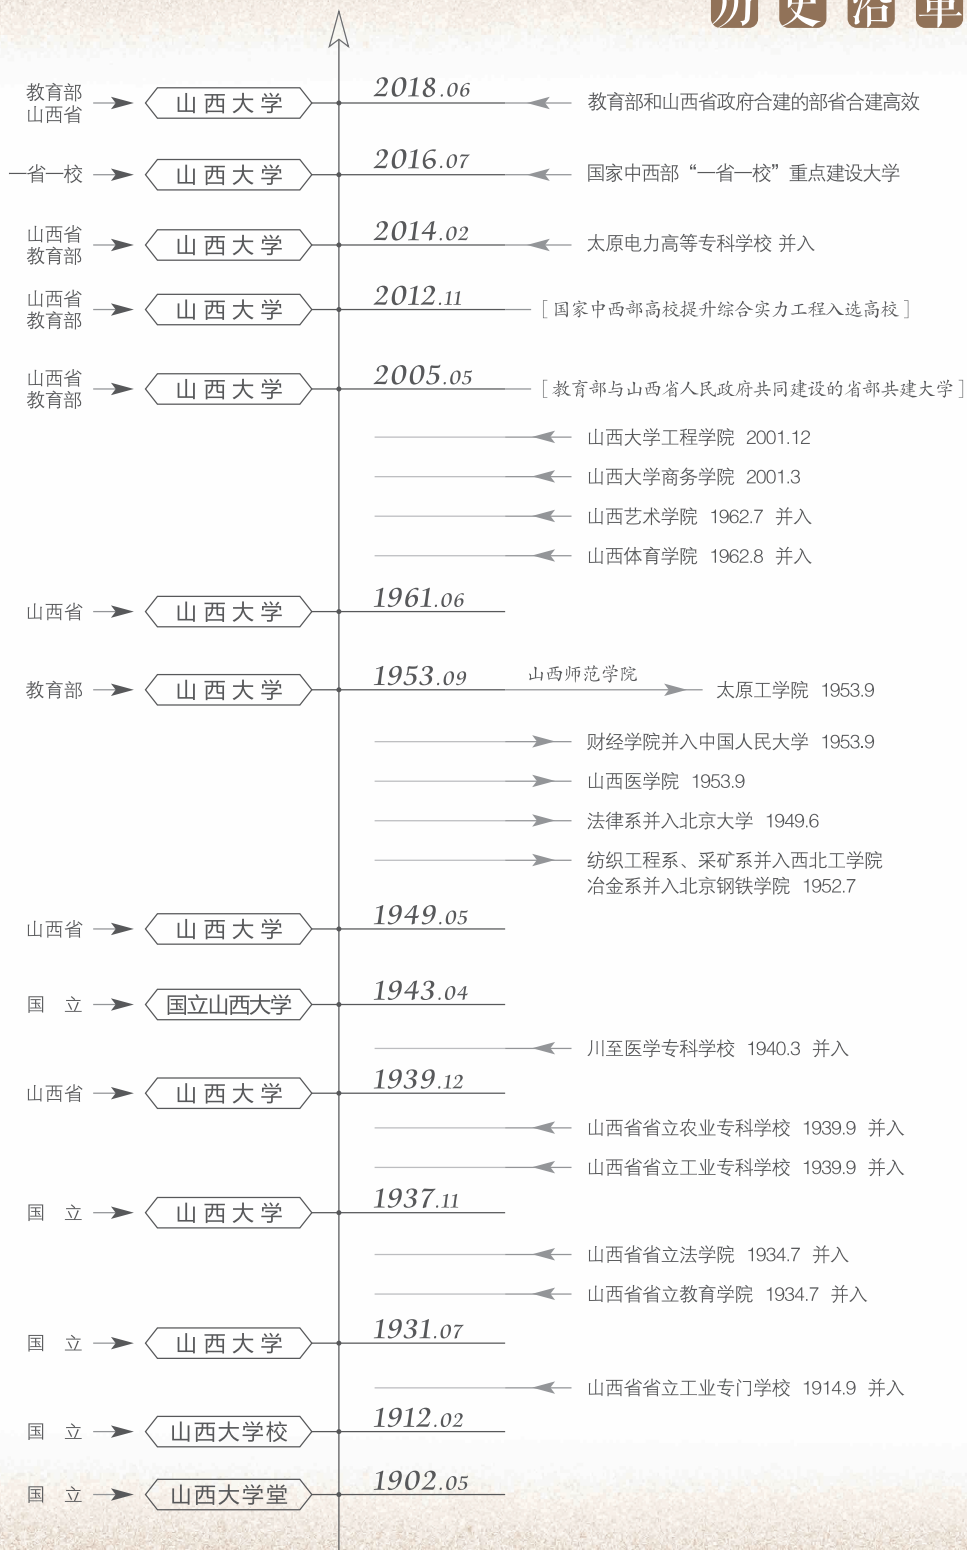 历史沿革
教育部
山西省
山西大学 2018.06 教育部和山西省政府合建的部省合建高效
一省一校 山西大学 2016.07 国家中西部“一省一校”重点建设大学
山西省
教育部
山西大学 2014.02 太原电力高等专科学校 并入
山西省
教育部
山西大学 2012.11 [国家中西部高校提升综合实力工程入选高校]
山西省
教育部
山西大学 2005.05 [教育部与山西省人民政府共同建设的省部共建大学]
山西大学工程学院 2001.12
山西大学商务学院 2001.3
山西艺术学院 1962.7 并入
山西体育学院 1962.8 并入
山西省 山西大学 1961.06
教育部 山西大学 1953.09 山西师范学院 太原工学院 1953.9
财经学院并入中国人民大学 1953.9
山西医学院 1953.9
法律系并入北京大学 1949.6
纺织工程系、采矿系并入西北工学院
冶金系并入北京钢铁学院 1952.7
山西省 山西大学 1949.05
国 立 国立山西大学 1943.04
川至医学专科学校 1940.3 并入
山西省 山西大学 1939.12
山西省省立农业专科学校 1939.9 并入
山西省省立工业专科学校 1939.9 并入
国 立 山西大学 1937.11
山西省省立法学院 1934.7 并入
山西省省立教育学院 1934.7 并入
国 立 山西大学 1931.07
山西省省立工业专门学校 1914.9 并入
国 立 山西大学校 1912.02
国 立 山西大学堂 1902.05